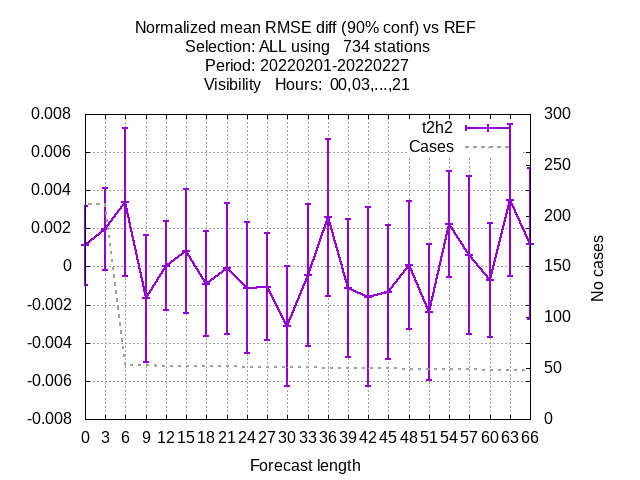 Normalized mean RMSE diff (90% conf) vs REF
Selection: ALL using   734 stations
Period: 20220201-20220227
Visibility   Hours:  00,03,...,21
0.008
0.006
0.004
0.002
0
-0.002
-0.004
-0.006
-0.008
t2h2
Cases
300
250
200
150
100
50
0
No cases
0 3 6 9 12 15 18 21 24 27 30 33 36 39 42 45 48 51 54 57 60 63 66
Forecast length